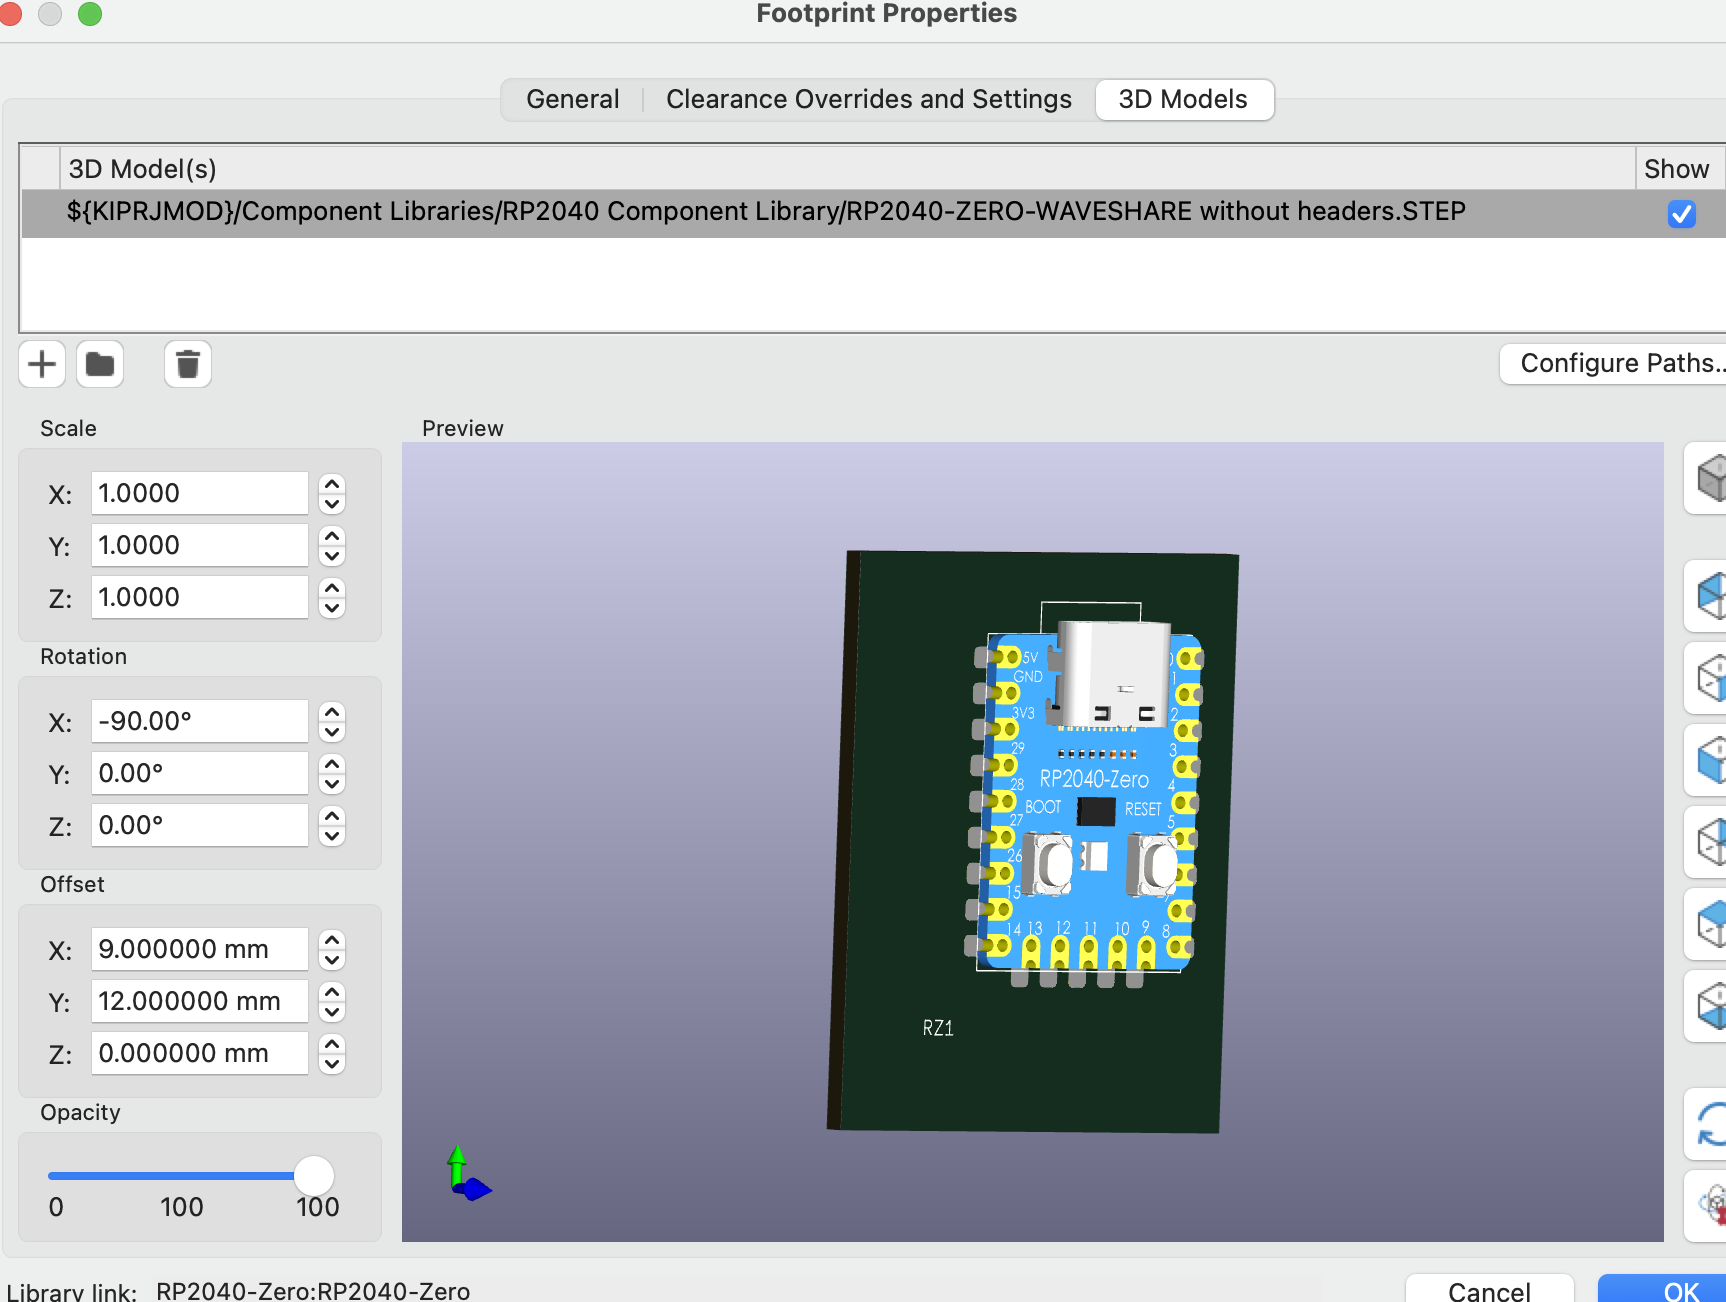 Footprint Properties
General
Clearance Overrides and Settings
3D Models
3D Model(s)
Show
${KIPRJMOD}/Component Libraries/RP2040 Component Library/RP2040-ZERO-WAVESHARE without headers.STEP
Configure Paths..
Scale
X: 1.0000
Y: 1.0000
Z: 1.0000
Rotation
X: -90.00°
Y: 0.00°
Z: 0.00°
Offset
X: 9.000000 mm
Y: 12.000000 mm
Z: 0.000000 mm
Opacity
0 100 100
Preview
5V
GND 1
3V3 2
29 3
RP2040-Zero
28 4
BOOT RESET
27 5
26
15 7
14 13 12 11 10 9 8
RZ1
Library link: RP2040-Zero:RP2040-Zero
Cancel
OK